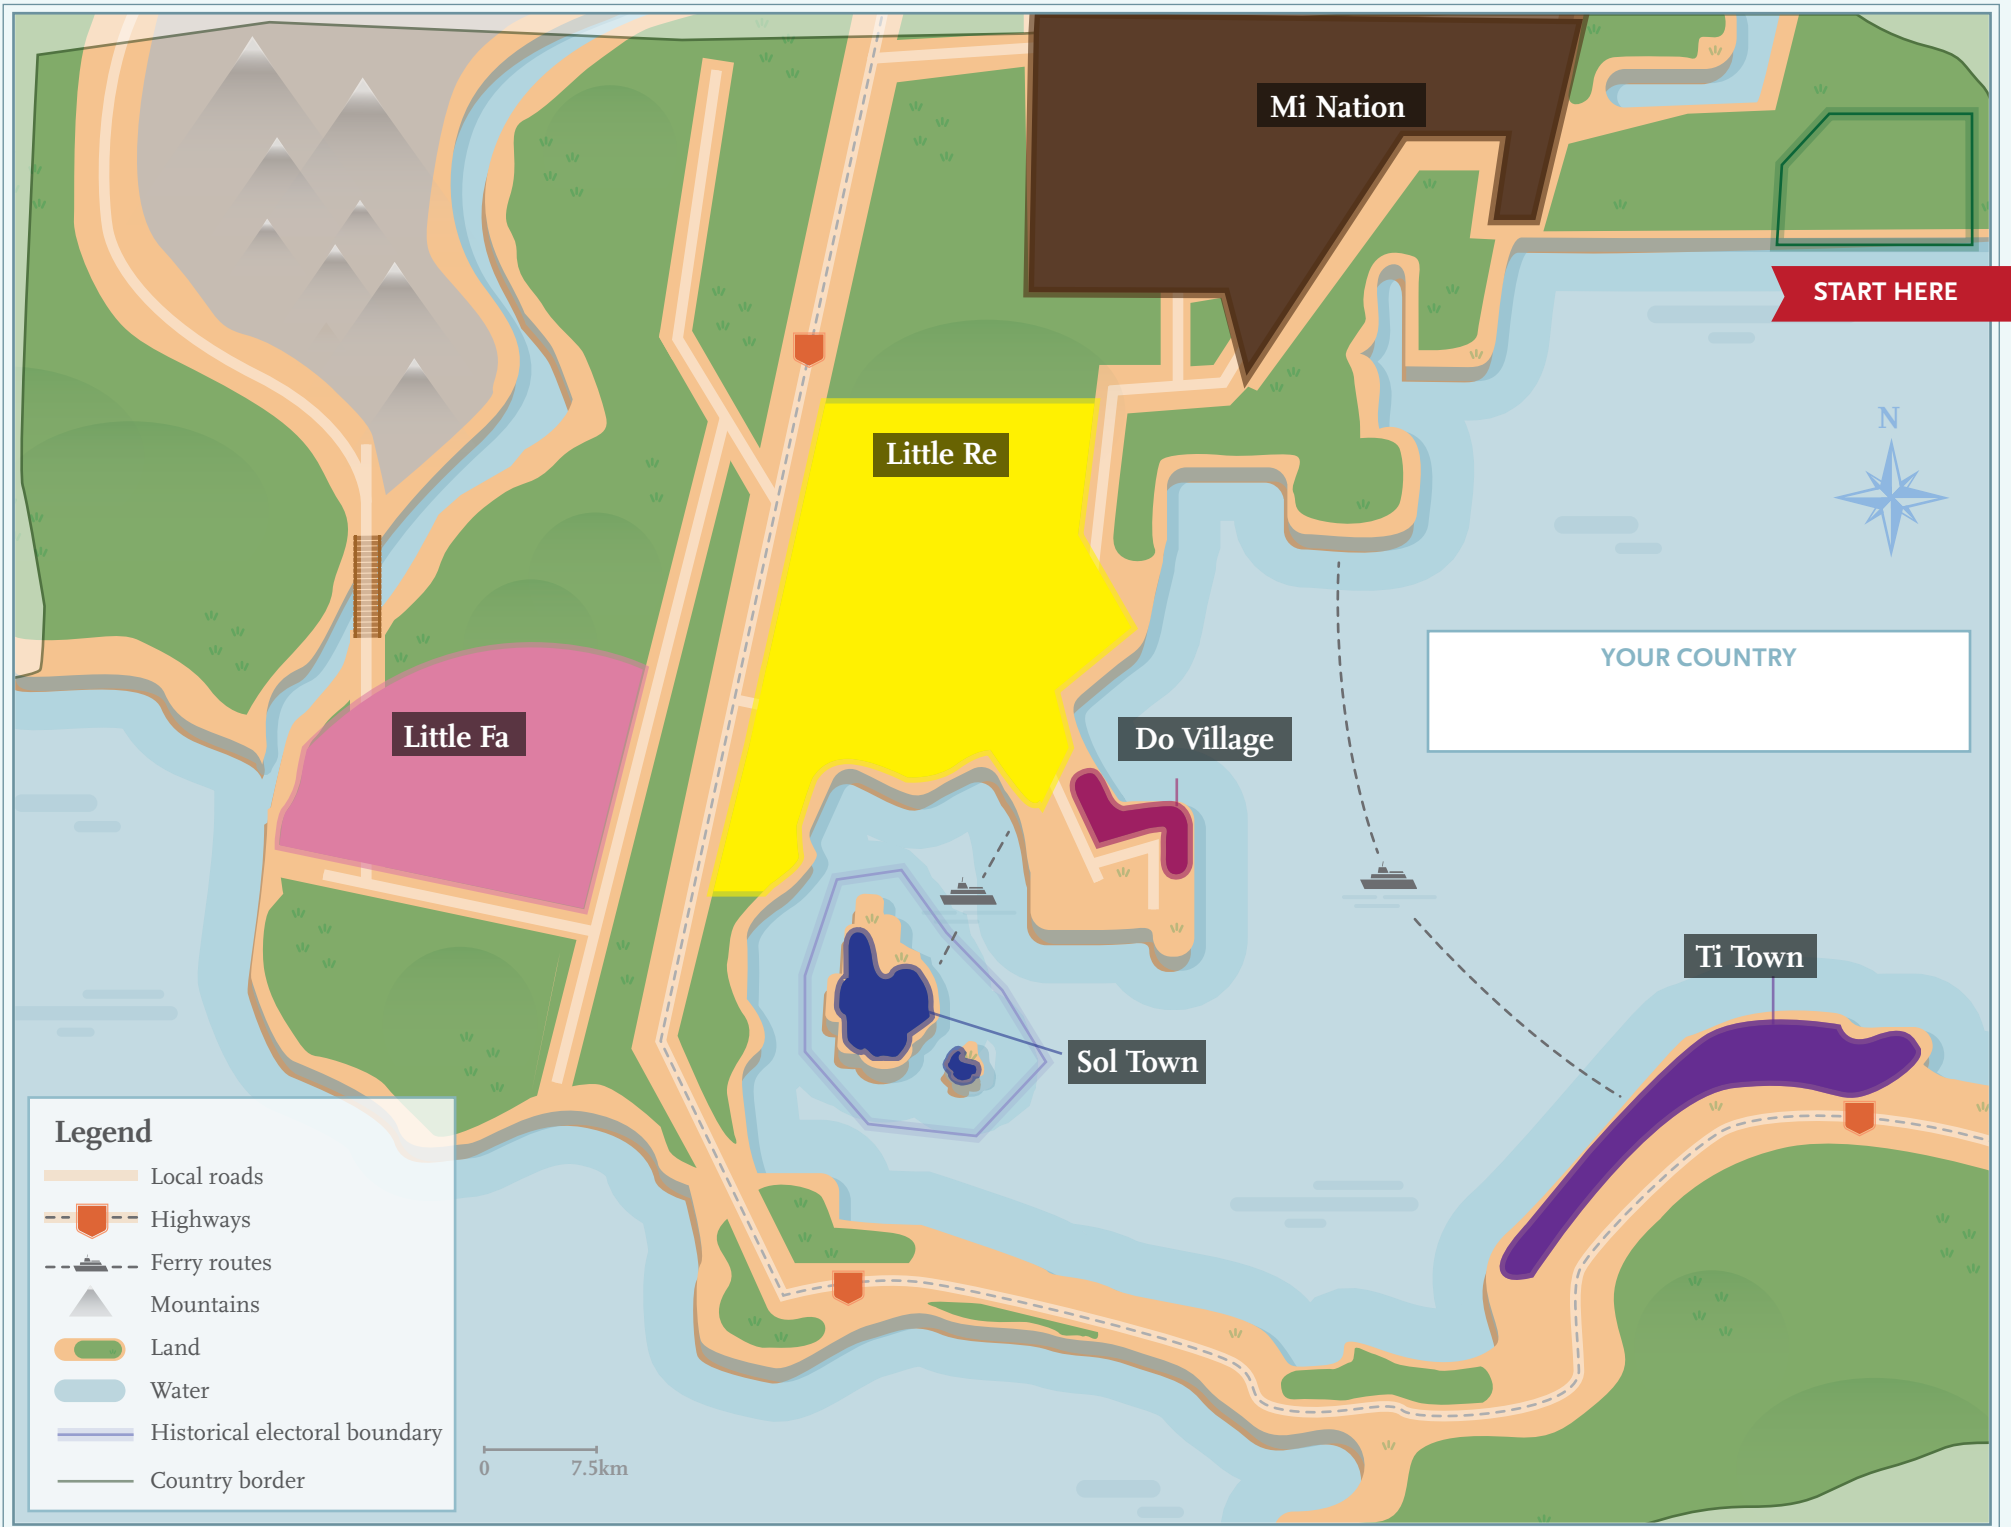 Mi Nation
START HERE
N
Little Re
YOUR COUNTRY
Little Fa
Do Village
Ti Town
Sol Town
Legend
Local roads
Highways
Ferry routes
Mountains
Land
Water
Historical electoral boundary
Country border
0 7.5km